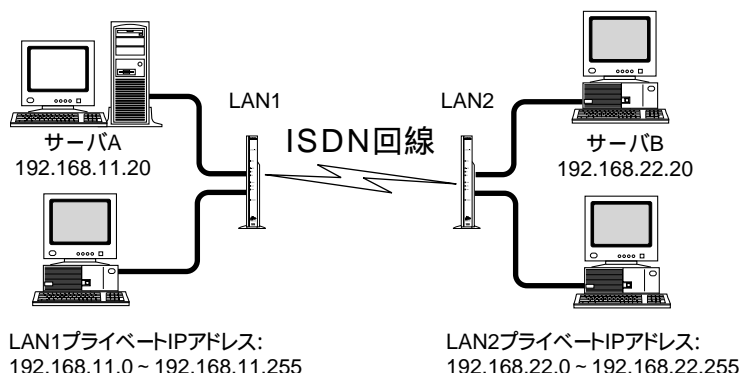 LAN1
LAN2
ISDN回線
サーバA
192.168.11.20
サーバB
192.168.22.20
LAN1プライベートIPアドレス:
192.168.11.0 ~ 192.168.11.255
LAN2プライベートIPアドレス:
192.168.22.0 ~ 192.168.22.255